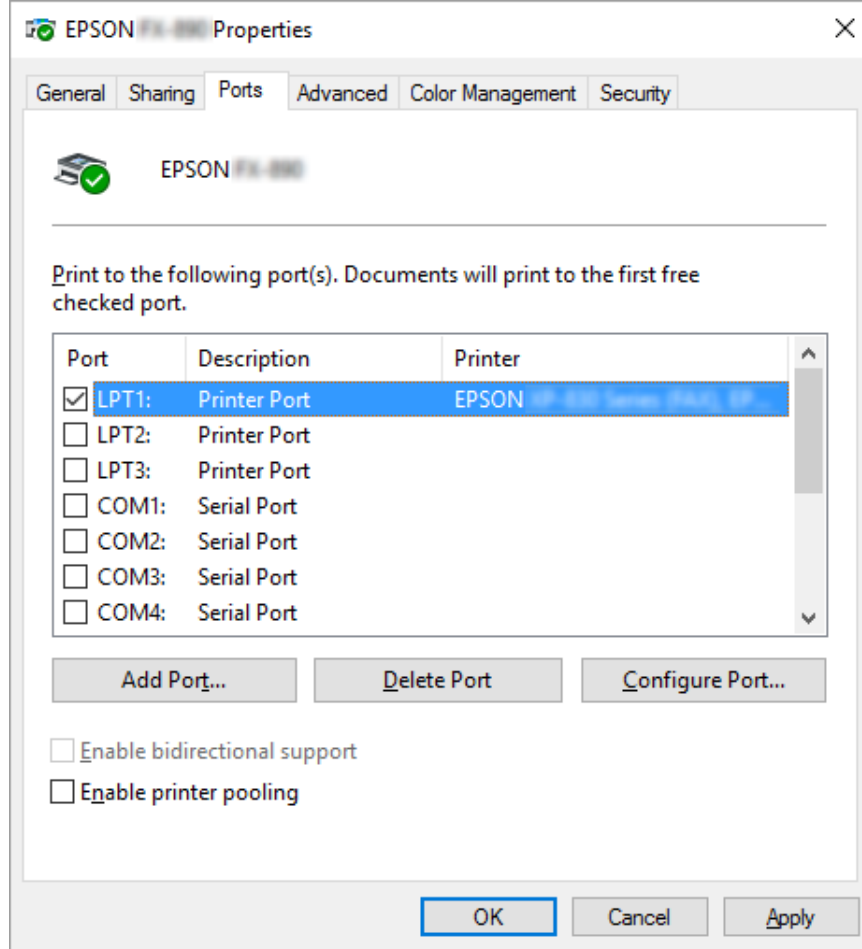 EPSON Properties
General Sharing Ports Advanced Color Management Security
EPSON
Print to the following port(s). Documents will print to the first free
checked port.
Port Description Printer
LPT1: Printer Port EPSON
LPT2: Printer Port
LPT3: Printer Port
COM1: Serial Port
COM2: Serial Port
COM3: Serial Port
COM4: Serial Port
Add Port... Delete Port Configure Port...
Enable bidirectional support
Enable printer pooling
OK Cancel Apply